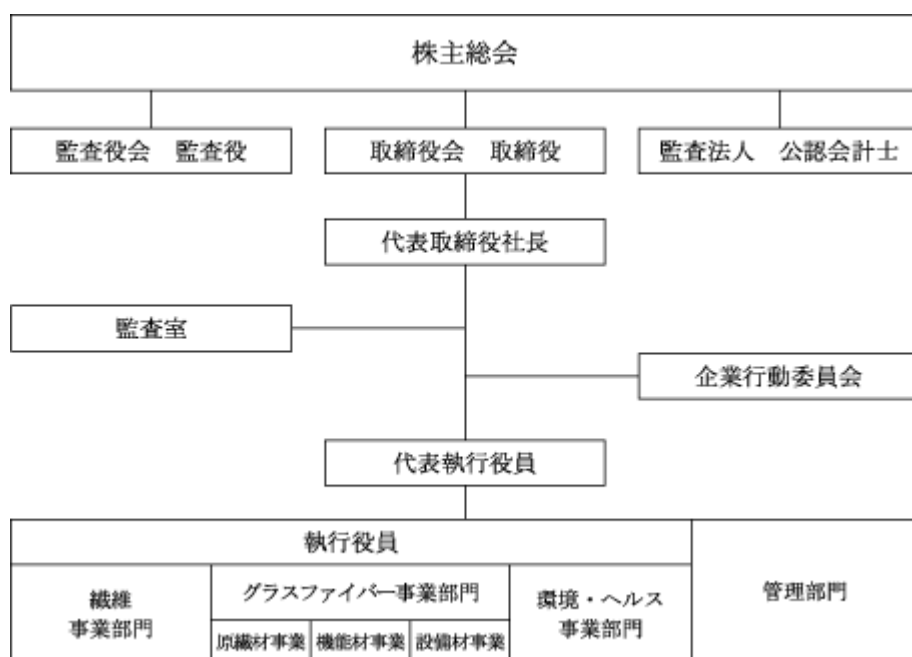 株主総会
監査役会　監査役
取締役会　取締役
監査法人　公認会計士
代表取締役社長
監査室
企業行動委員会
代表執行役員
執行役員
管理部門
繊維
事業部門
グラスファイバー事業部門
原繊材事業
機能材事業
設備材事業
環境・ヘルス
事業部門